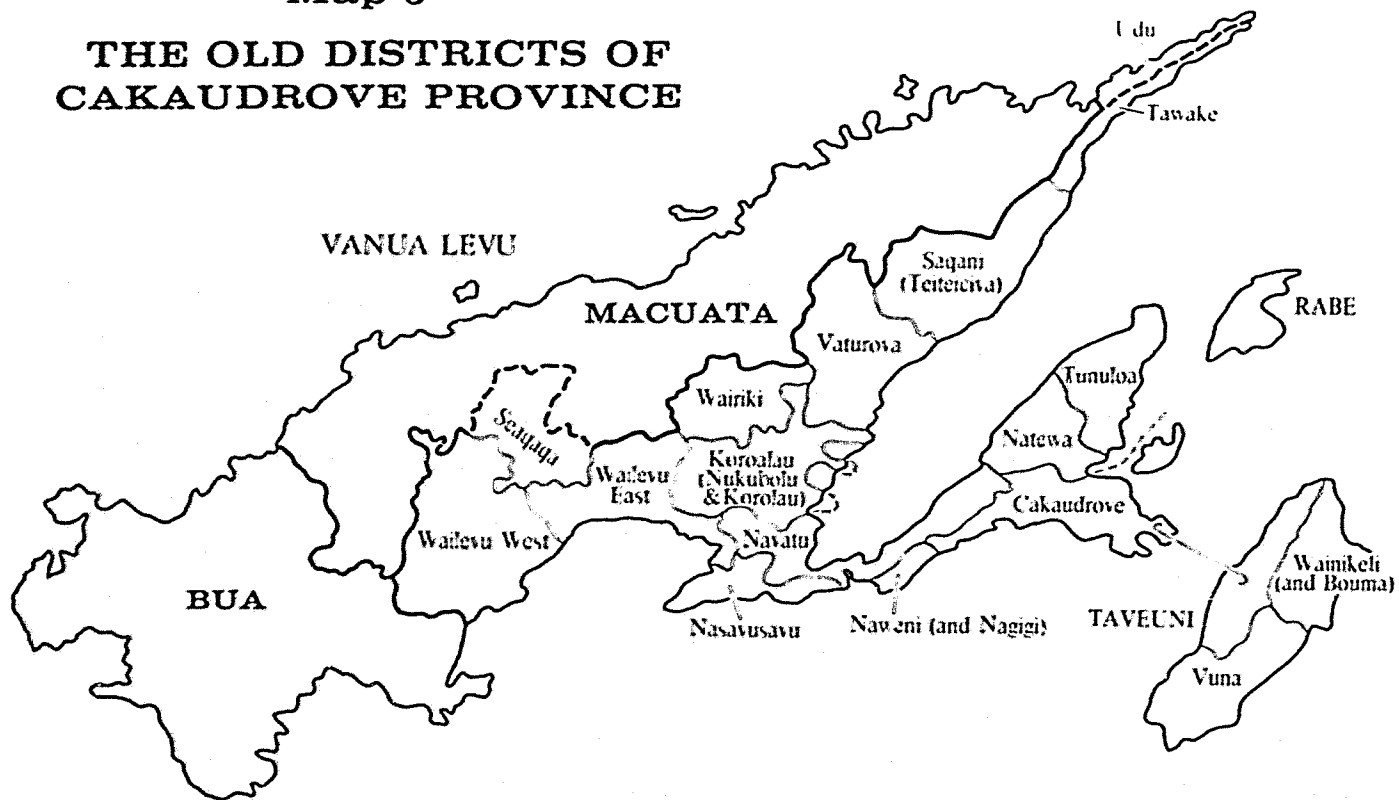 THE OLD DISTRICTS OF
CAKAUDROVE PROVINCE
Udu
Tawake
VANUA LEVU
Saqani
(Teiteiciva)
RABE
MACUATA
Vaturova
Tunuloa
Wairiki
Seaqaqa
Natewa
Koroalau
(Nukubolu
& Korolau)
Wailevu
East
Cakaudrove
Wailevu West
Navatu
Wainikeli
(and Bouma)
BUA
Nasavusavu
Naweni (and Nagigi)
TAVEUNI
Vuna